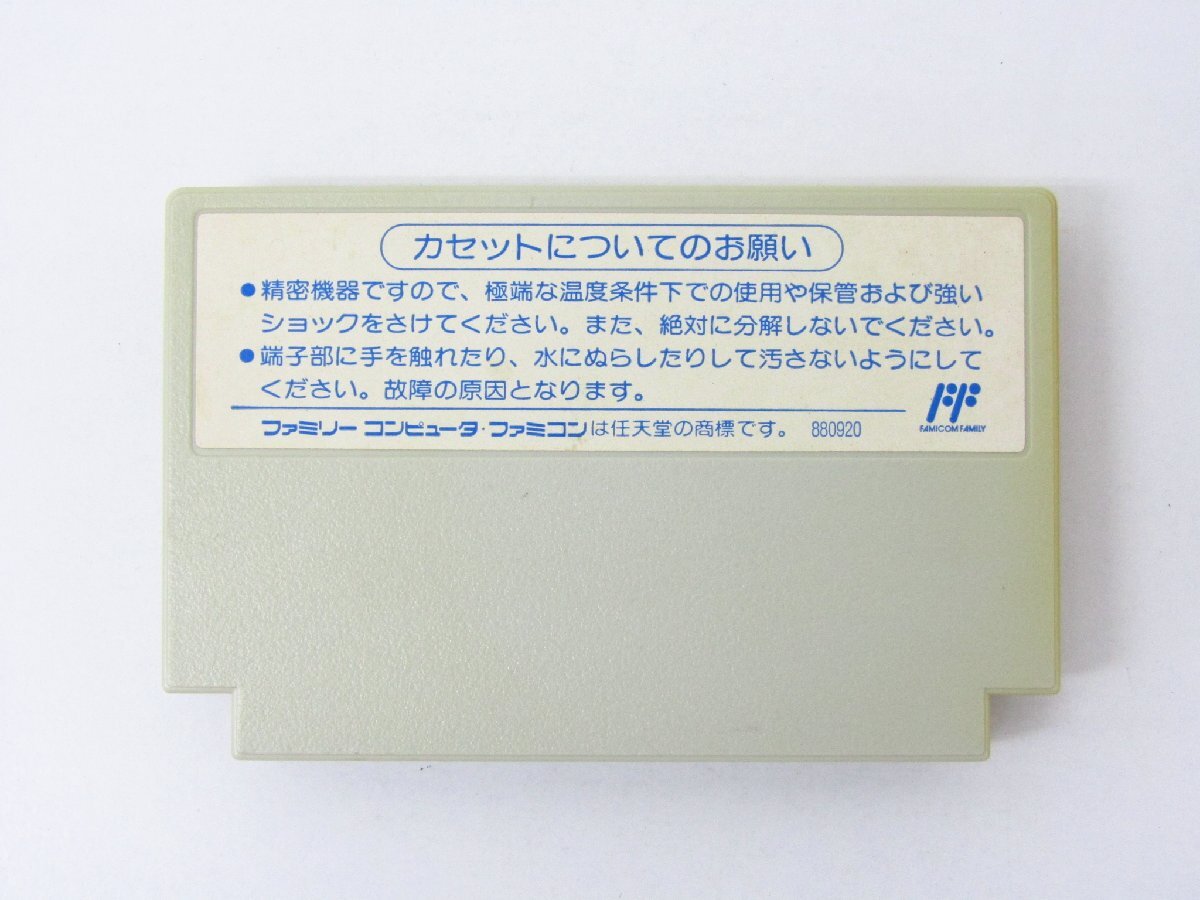 カセットについてのお願い
●精密機器ですので、極端な温度条件下での使用や保管および強い
ショックをさけてください。また、絶対に分解しないでください。
●端子部に手を触れたり、水にぬらしたりして汚さないようにして
ください。故障の原因となります。
FAMICOM FAMILY
ファミリー コンピュータ・ファミコンは任天堂の商標です。 880920